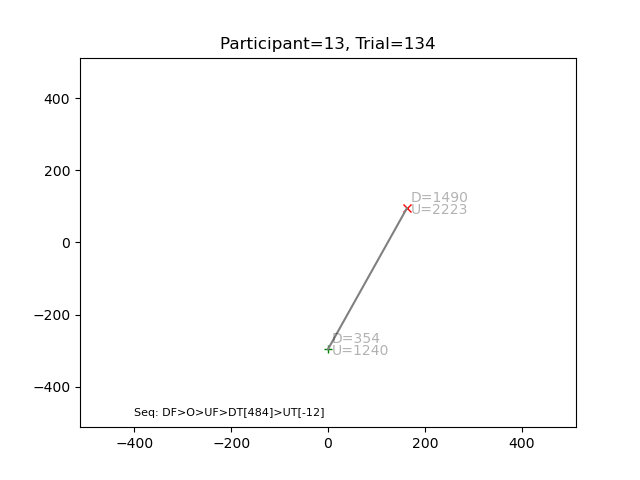 Participant=13, Trial=134
400
200
0
−200
−400
D=1490
U=2223
D=354
U=1240
Seq: DF>O>UF>DT[484]>UT[-12]
−400 −200 0 200 400